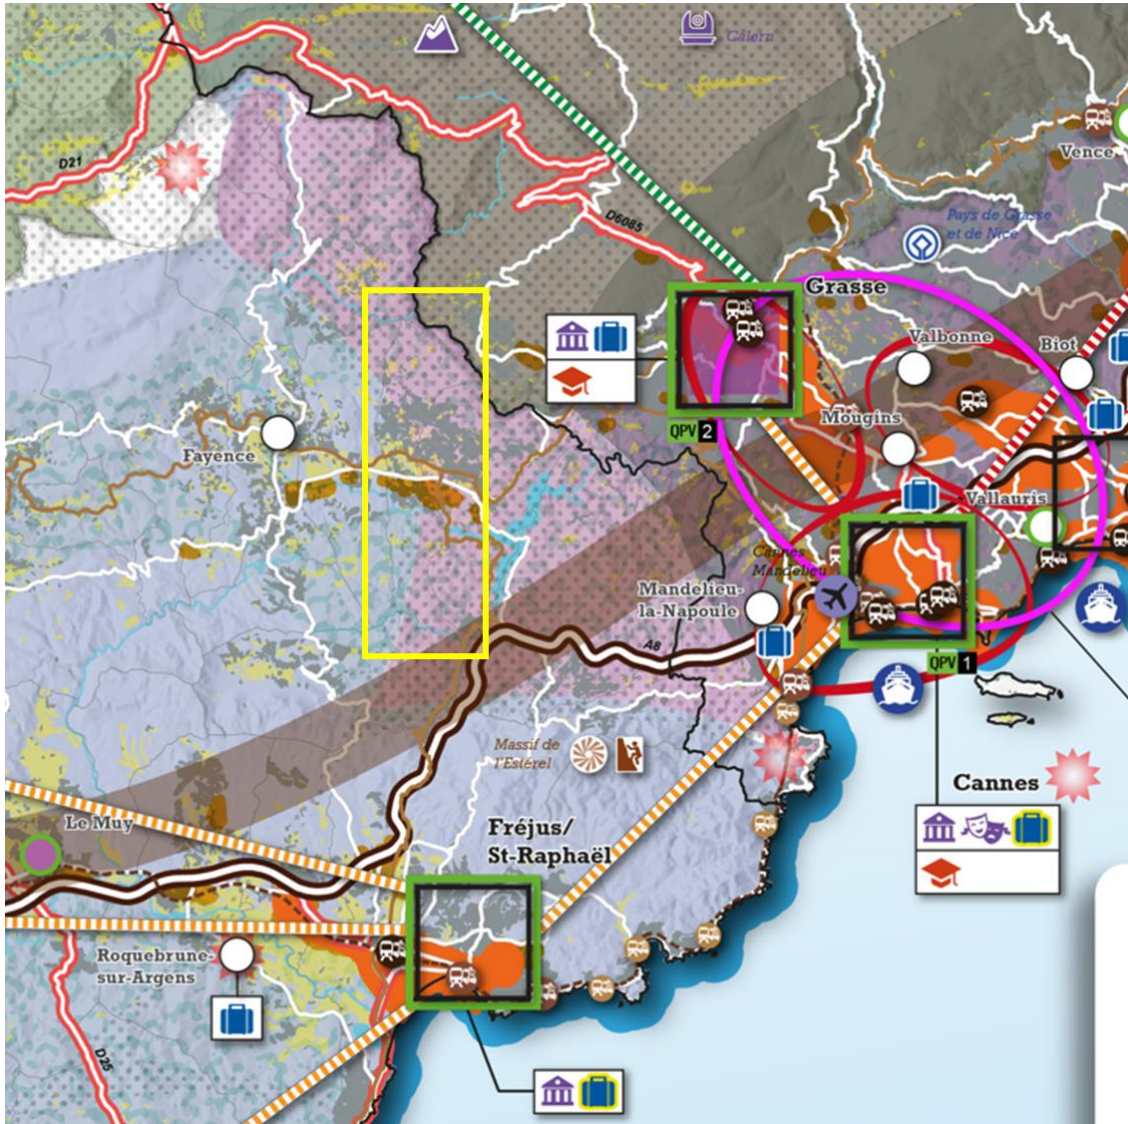 Câlern
D21
Vence
D6085
Pays de Grasse
et de Nice
Grasse
Valbonne
Biot
Mougins
QPV 2
Fayence
Vallauris
Cannes
Mandelieu
Mandelieu-
la-Napoule
A8
QPV 1
Massif de
l'Estérel
Cannes
Le Muy
Fréjus/
St-Raphaël
Roquebrune-
sur-Argens
D25